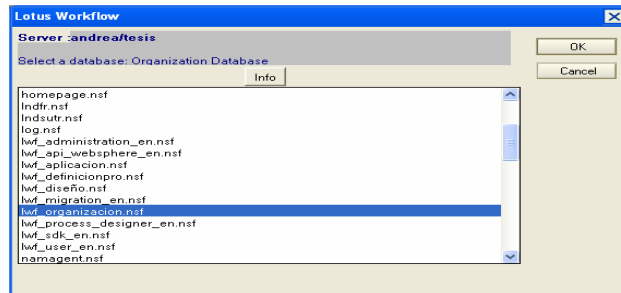 Lotus Workflow
Server :andrea/tesis
OK
Select a database: Organization Database
Cancel
Info
homepage.nsf
lndfr.nsf
lndsutr.nsf
log.nsf
lwf_administration_en.nsf
lwf_api_websphere_en.nsf
lwf_aplicacion.nsf
lwf_definicionpro.nsf
lwf_diseño.nsf
lwf_migration_en.nsf
lwf_organizacion.nsf
lwf_process_designer_en.nsf
lwf_sdk_en.nsf
lwf_user_en.nsf
namagent.nsf